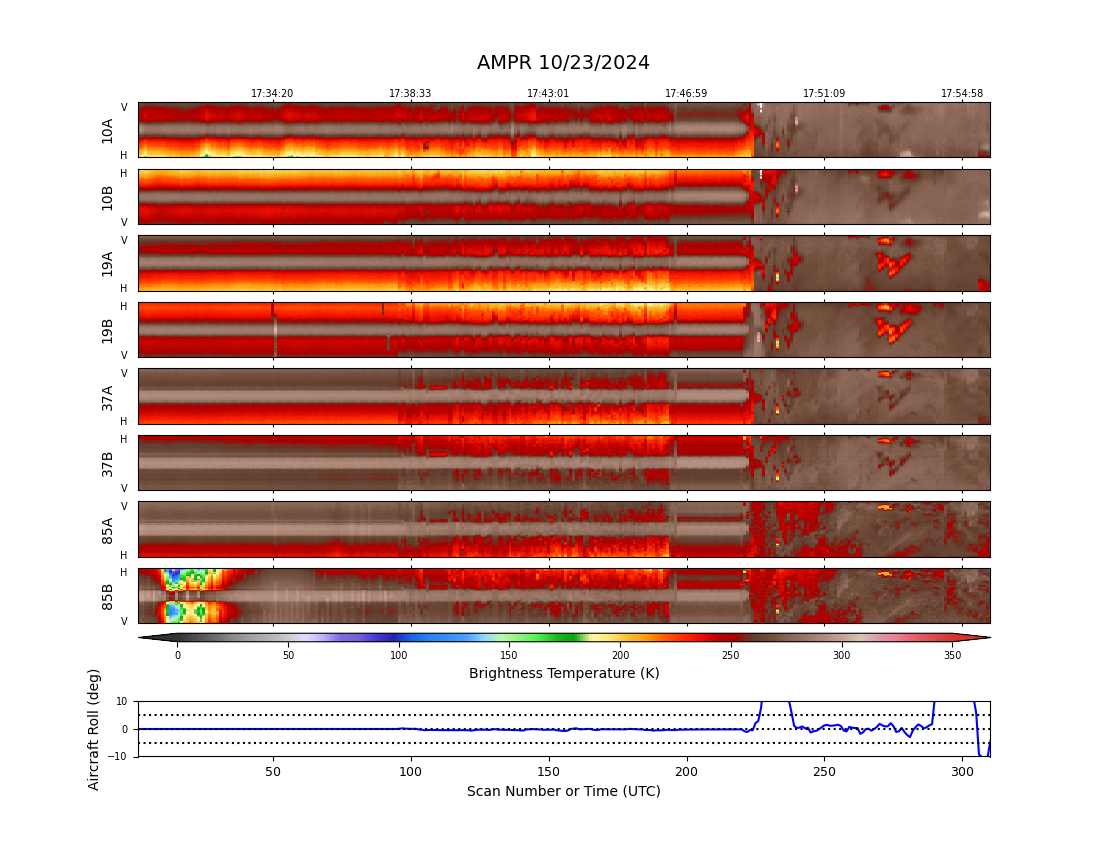 AMPR 10/23/2024
17:34:20 17:38:33 17:43:01 17:46:59 17:51:09 17:54:58
V
10A
H
H
10B
V
V
19A
H
H
19B
V
V
37A
H
H
37B
V
V
85A
H
H
85B
V
0 50 100 150 200 250 300 350
Brightness Temperature (K)
Aircraft Roll (deg)
10
0
−10
50 100 150 200 250 300
Scan Number or Time (UTC)